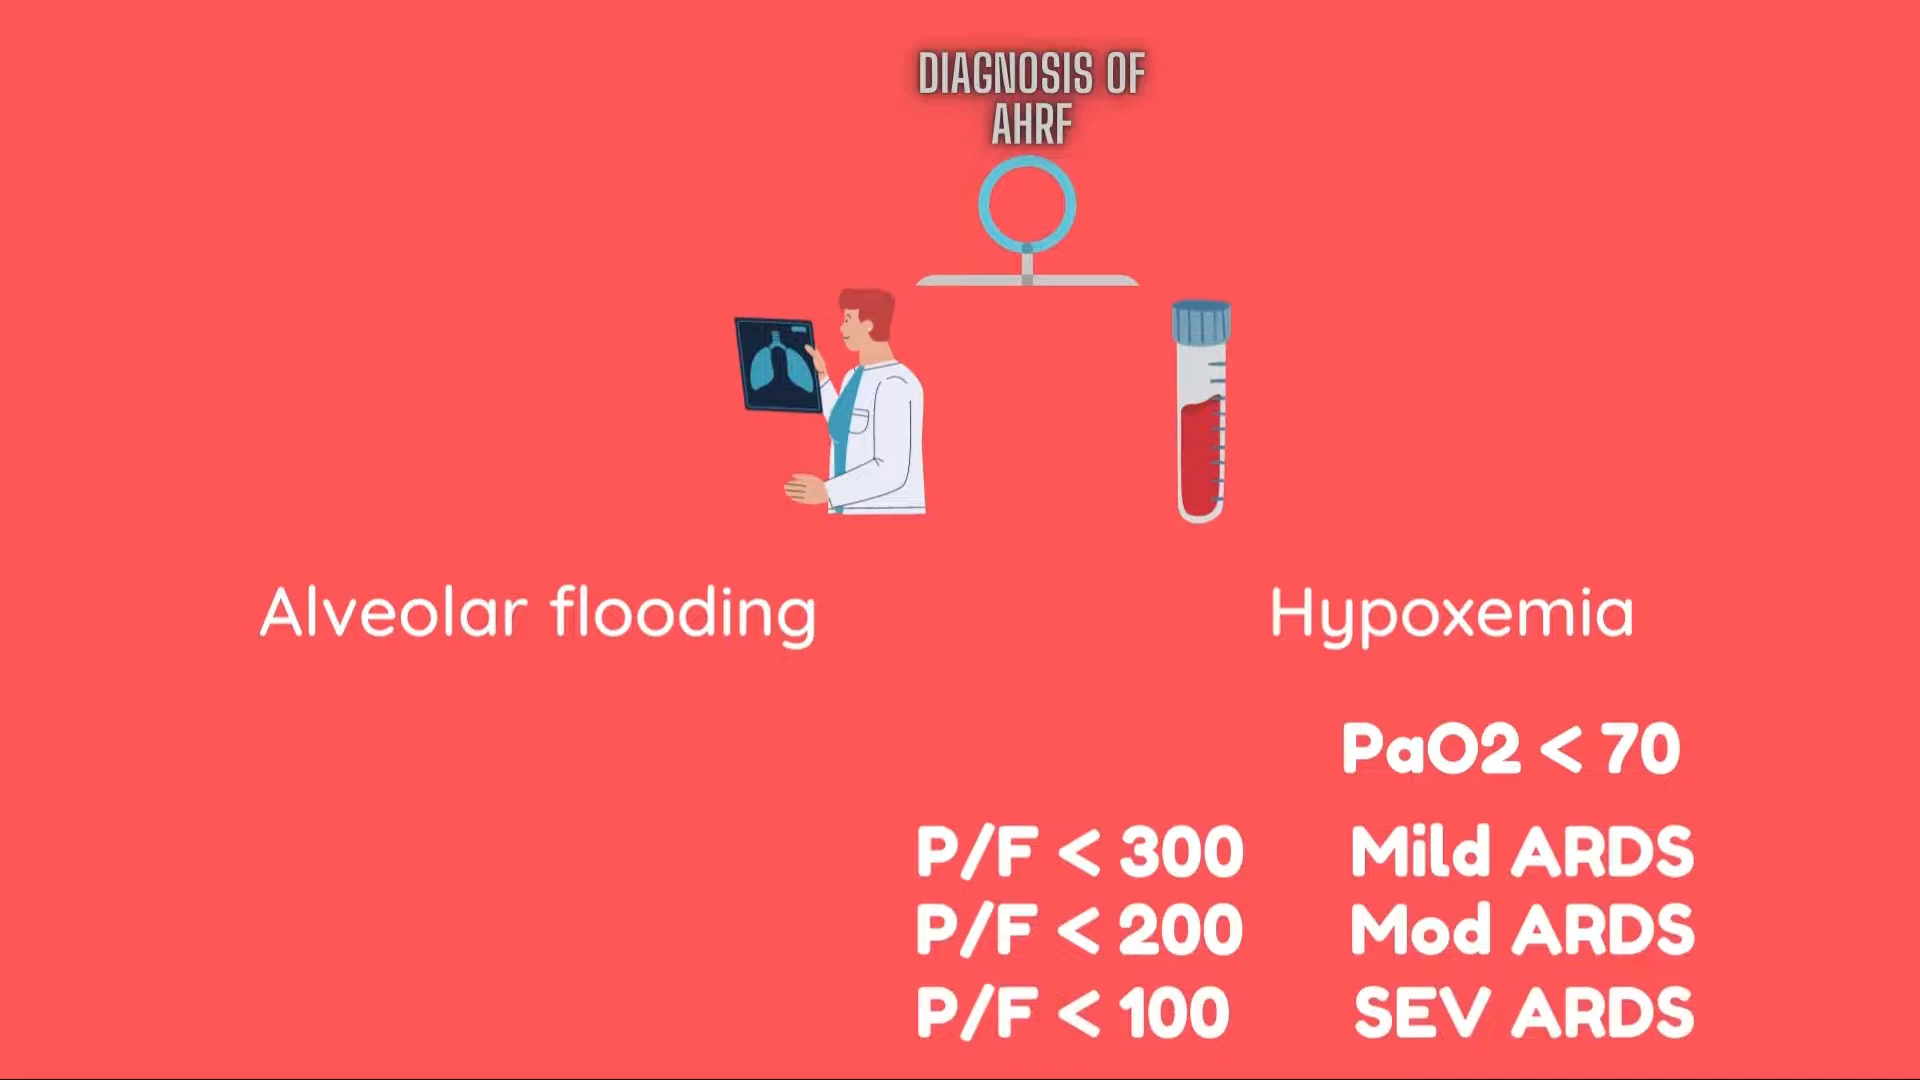 DIAGNOSIS OF
AHRF
Alveolar flooding
Hypoxemia
PaO2 < 70
P/F < 300 Mild ARDS
P/F < 200 Mod ARDS
P/F < 100 SEV ARDS